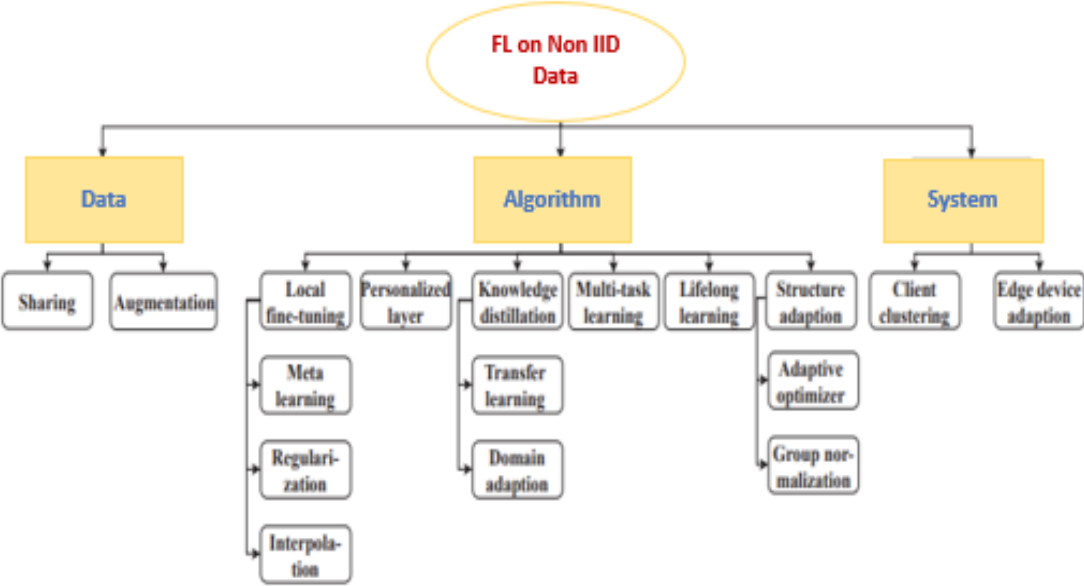 FL on Non IID
Data
Data
Algorithm
System
Sharing
Augmentation
Local
fine-tuning
Personalized
layer
Knowledge
distillation
Multi-task
learning
Lifelong
learning
Structure
adaption
Client
clustering
Edge device
adaption
Meta
learning
Transfer
learning
Adaptive
optimizer
Regulari-
zation
Domain
adaption
Group nor-
malization
Interpola-
tion